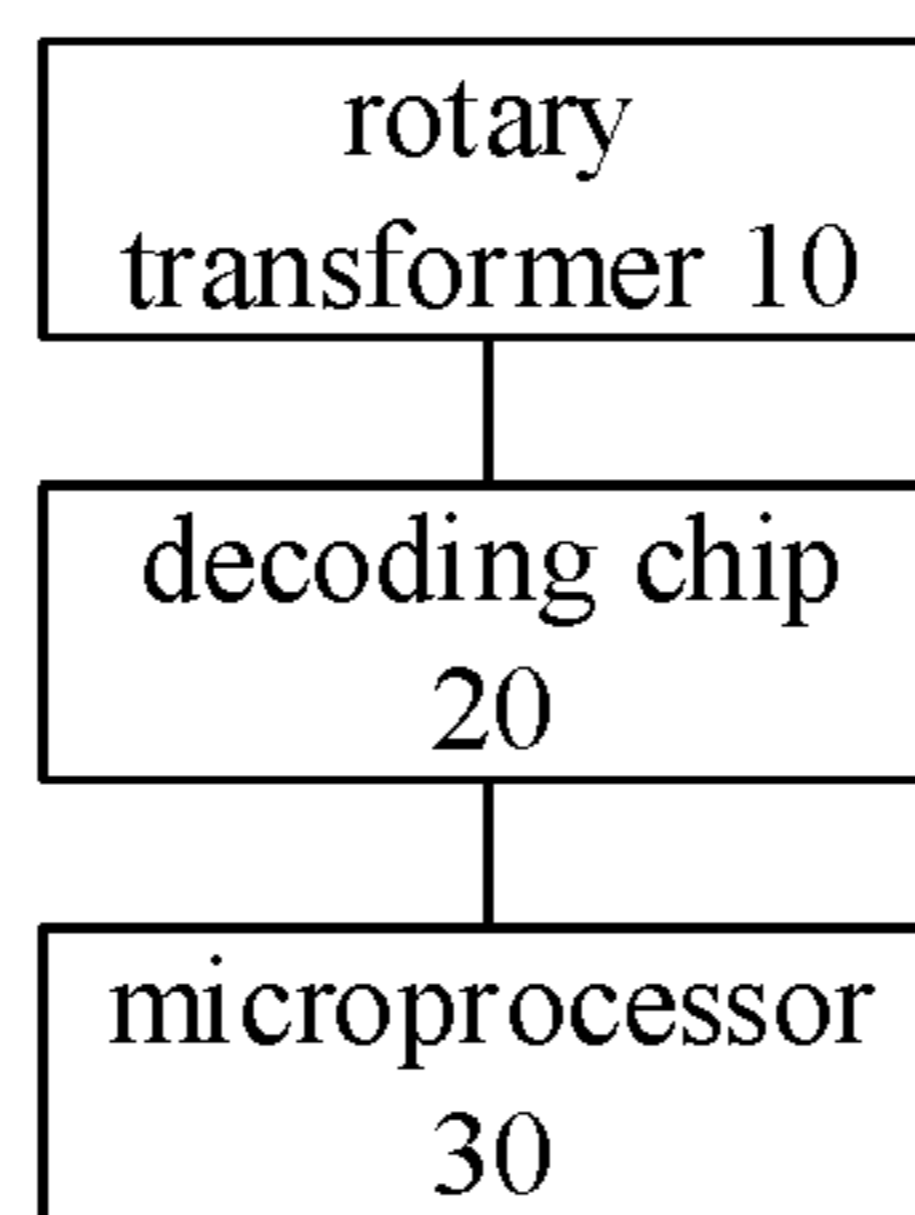 rotary
transformer 10
decoding chip
20
microprocessor
30